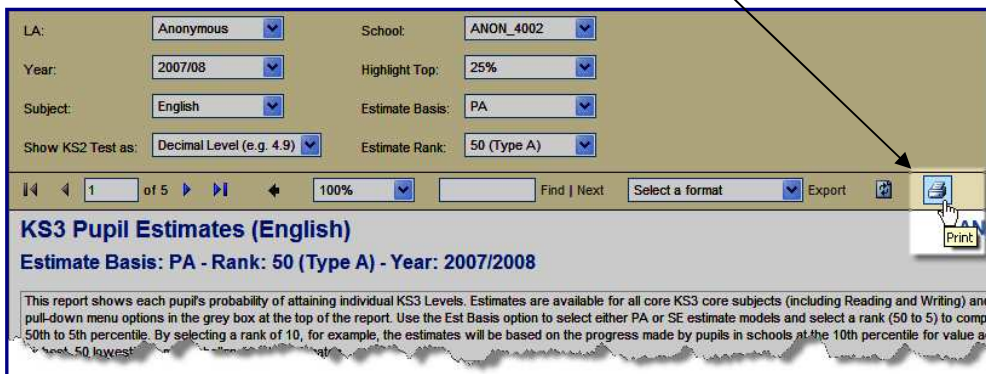 LA: Anonymous School: ANON_4002
Year: 2007/08 Highlight Top: 25%
Subject: English Estimate Basis: PA
Show KS2 Test as: Decimal Level (e.g. 4.9) Estimate Rank: 50 (Type A)
1 of 5 100% Find | Next Select a format Export
Print
KS3 Pupil Estimates (English) AN
Estimate Basis: PA - Rank: 50 (Type A) - Year: 2007/2008
This report shows each pupil's probability of attaining individual KS3 Levels. Estimates are available for all core KS3 core subjects (including Reading and Writing) and
pull-down menu options in the grey box at the top of the report. Use the Est Basis option to select either PA or SE estimate models and select a rank (50 to 5) to comp
50th to 5th percentile. By selecting a rank of 10, for example, the estimates will be based on the progress made by pupils in schools at the 10th percentile for value a
50 lowest